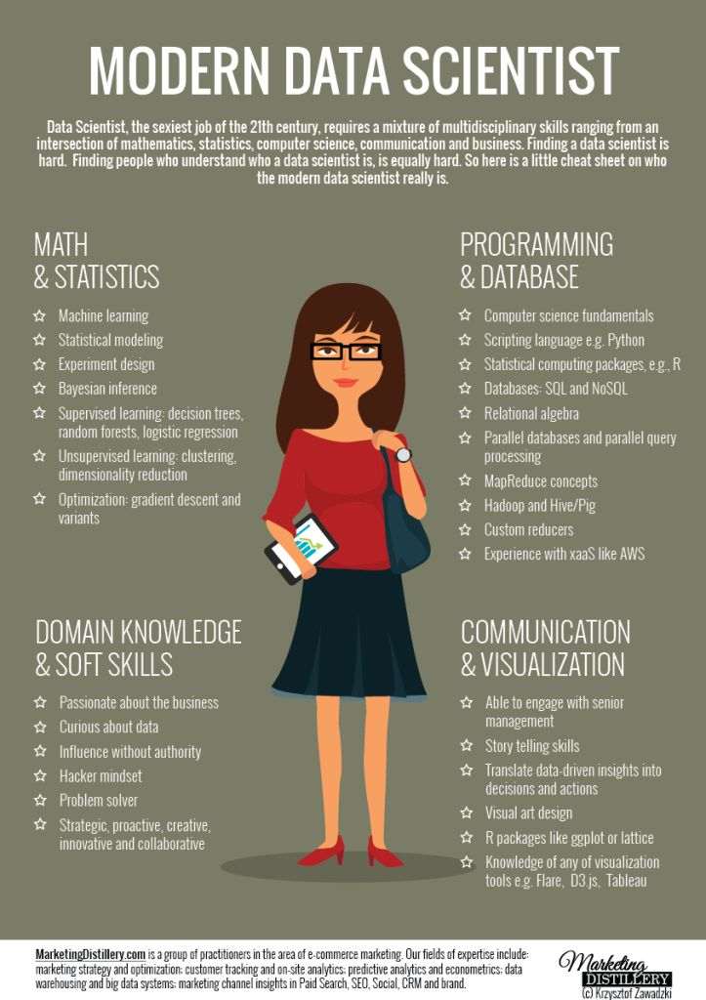 MODERN DATA SCIENTIST
Data Scientist, the sexiest job of the 21th century, requires a mixture of multidisciplinary skills ranging from an
intersection of mathematics, statistics, computer science, communication and business. Finding a data scientist is
hard. Finding people who understand who a data scientist is, is equally hard. So here is a little cheat sheet on who
the modern data scientist really is.
MATH
& STATISTICS
Machine learning
Statistical modeling
Experiment design
Bayesian inference
Supervised learning: decision trees,
random forests, logistic regression
Unsupervised learning: clustering,
dimensionality reduction
Optimization: gradient descent and
variants
PROGRAMMING
& DATABASE
Computer science fundamentals
Scripting language e.g. Python
Statistical computing packages, e.g., R
Databases: SQL and NoSQL
Relational algebra
Parallel databases and parallel query
processing
MapReduce concepts
Hadoop and Hive/Pig
Custom reducers
Experience with xaaS like AWS
DOMAIN KNOWLEDGE
& SOFT SKILLS
Passionate about the business
Curious about data
Influence without authority
Hacker mindset
Problem solver
Strategic, proactive, creative,
innovative and collaborative
COMMUNICATION
& VISUALIZATION
Able to engage with senior
management
Story telling skills
Translate data-driven insights into
decisions and actions
Visual art design
R packages like ggplot or lattice
Knowledge of any of visualization
tools e.g. Flare, D3.js, Tableau
MarketingDistillery.com is a group of practitioners in the area of e-commerce marketing. Our fields of expertise include:
marketing strategy and optimization: customer tracking and on-site analytics: predictive analytics and econometrics: data
warehousing and big data systems: marketing channel insights in Paid Search, SEO, Social, CRM and brand.
Marketing
DISTILLERY
(c) Krzysztof Zawadzki